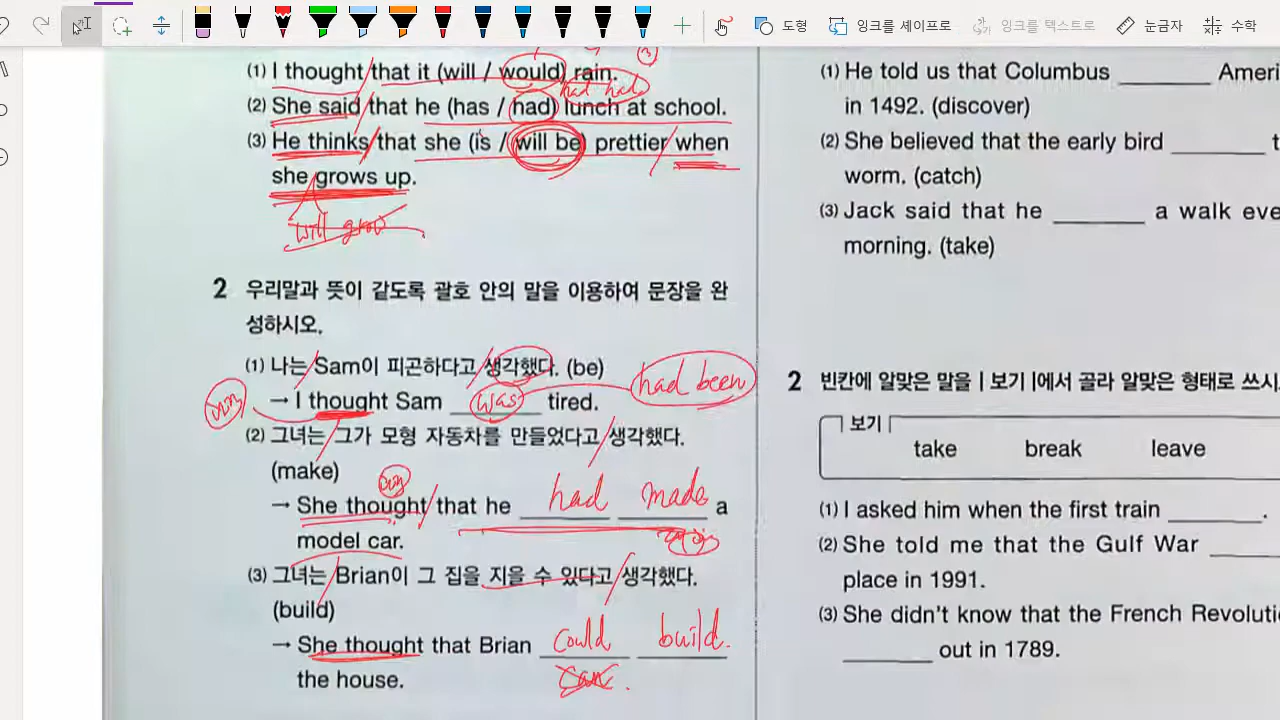 도형
잉크를 셰이프로
잉크를 텍스트로
눈금자
수학
(1) I thought that it (will / would) rain.
had had
(2) She said that he (has / had) lunch at school.
(3) He thinks that she (is / will be) prettier when
she grows up.
will grow
2 우리말과 뜻이 같도록 괄호 안의 말을 이용하여 문장을 완
성하시오.
(1) 나는 Sam이 피곤하다고 생각했다. (be)
had been
→ I thought Sam was tired.
(2) 그녀는 그가 모형 자동차를 만들었다고 생각했다.
(make)
→ She thought that he had made a
model car.
(3) 그녀는 Brian이 그 집을 지을 수 있다고 생각했다.
(build)
→ She thought that Brian could build.
the house.
can.
(1) He told us that Columbus ______ Ameri
in 1492. (discover)
(2) She believed that the early bird ______ t
worm. (catch)
(3) Jack said that he ______ a walk eve
morning. (take)
2 빈칸에 알맞은 말을 | 보기 |에서 골라 알맞은 형태로 쓰시
보기
take break leave
(1) I asked him when the first train ______.
(2) She told me that the Gulf War ______
place in 1991.
(3) She didn't know that the French Revoluti
______ out in 1789.